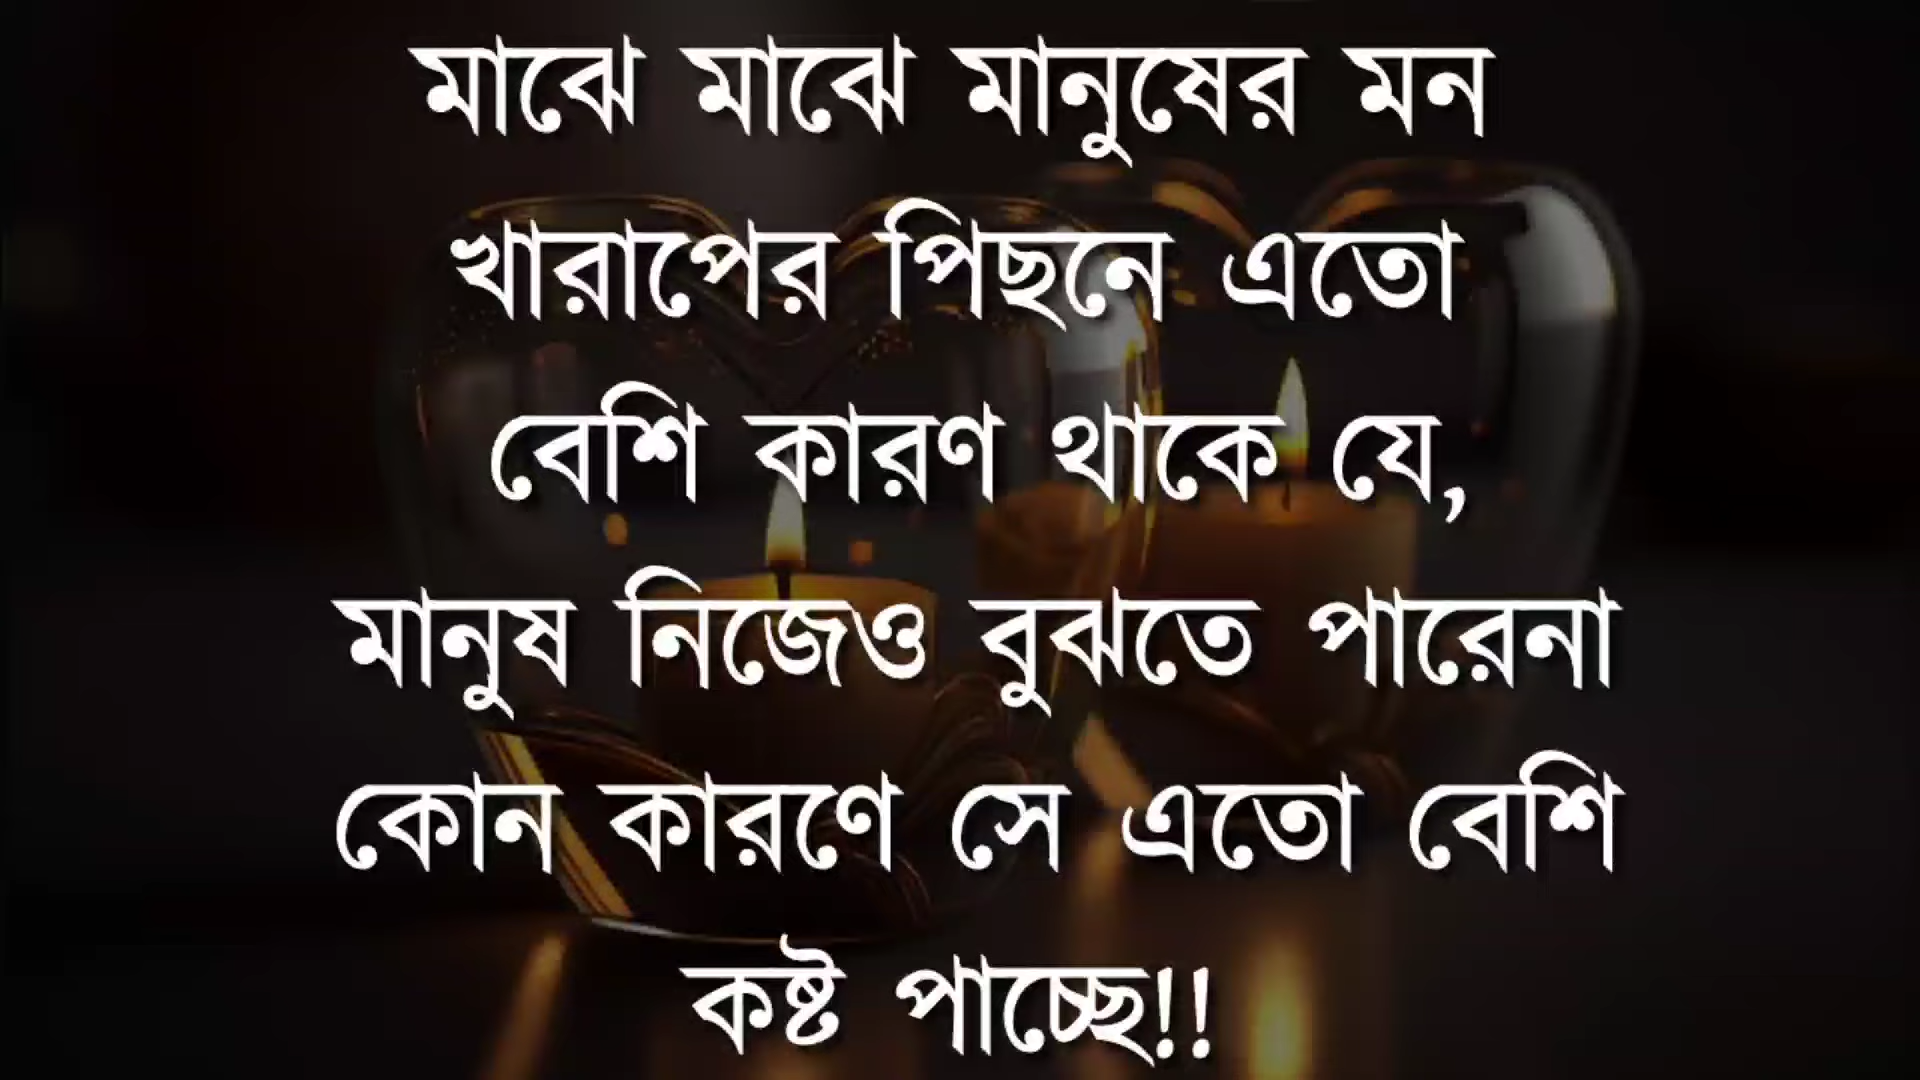 মাঝে মাঝে মানুষের মন
খারাপের পিছনে এতো
বেশি কারণ থাকে যে,
মানুষ নিজেও বুঝতে পারেনা
কোন কারণে সে এতো বেশি
কষ্ট পাচ্ছে!!